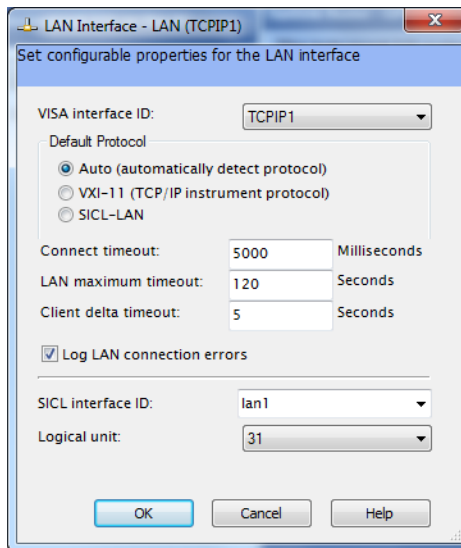 LAN Interface - LAN (TCPIP1)
Set configurable properties for the LAN interface
VISA interface ID: TCPIP1
Default Protocol
Auto (automatically detect protocol)
VXI-11 (TCP/IP instrument protocol)
SICL-LAN
Connect timeout: 5000 Milliseconds
LAN maximum timeout: 120 Seconds
Client delta timeout: 5 Seconds
Log LAN connection errors
SICL interface ID: lan1
Logical unit: 31
OK Cancel Help